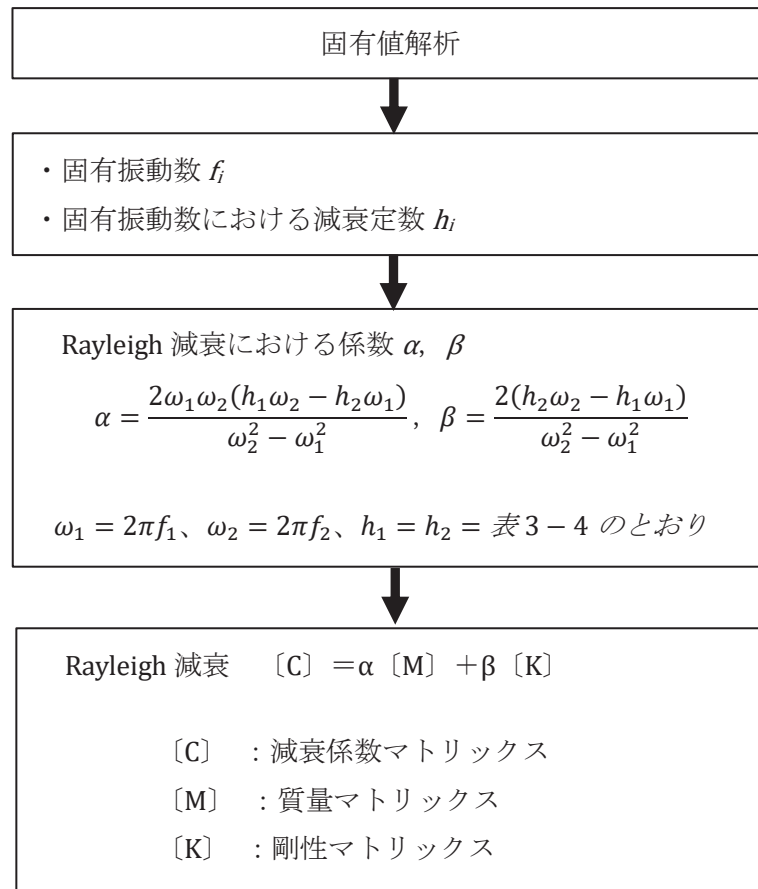 固有値解析
・固有振動数 fᵢ
・固有振動数における減衰定数 hᵢ
Rayleigh 減衰における係数 α, β
α = 2ω₁ω₂(h₁ω₂ − h₂ω₁) / (ω₂² − ω₁²), β = 2(h₂ω₂ − h₁ω₁) / (ω₂² − ω₁²)
ω₁ = 2πf₁、ω₂ = 2πf₂、h₁ = h₂ = 表 3 − 4 のとおり
Rayleigh 減衰 〔C〕＝α〔M〕＋β〔K〕
〔C〕 ：減衰係数マトリックス
〔M〕 ：質量マトリックス
〔K〕 ：剛性マトリックス